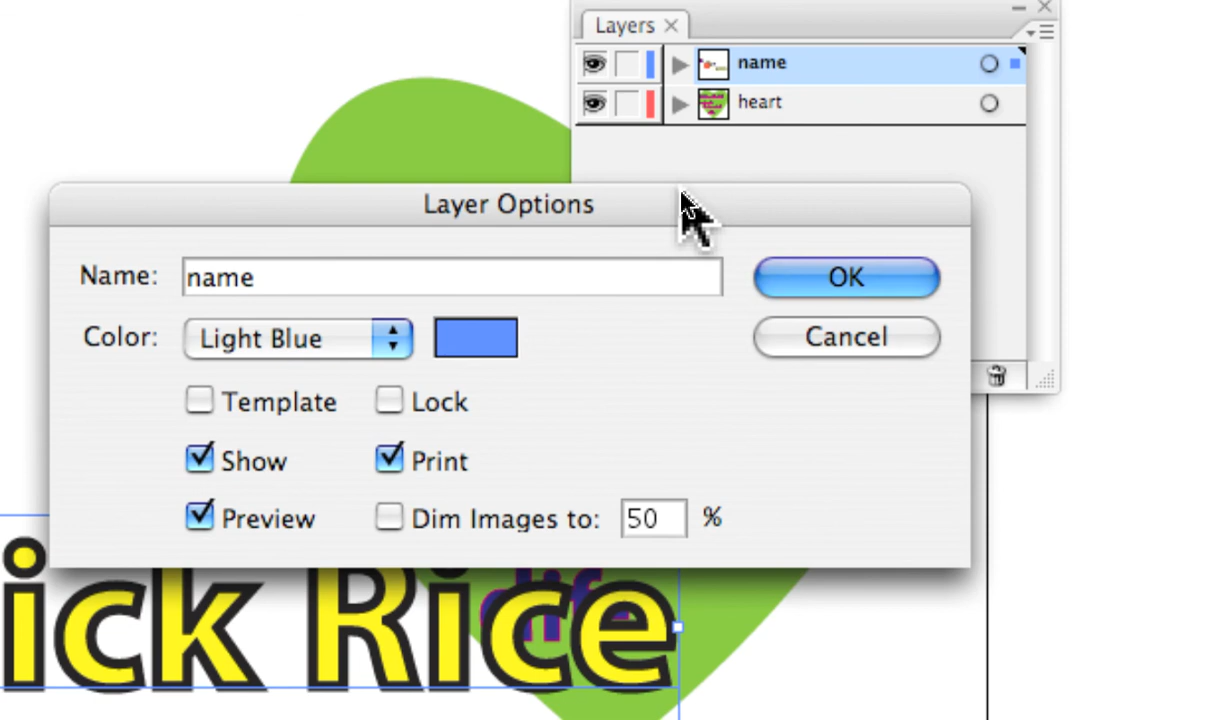 Layers
name
heart
Layer Options
Name: name
OK
Color: Light Blue
Cancel
Template Lock
Show Print
Preview Dim Images to: 50 %
ick Rice